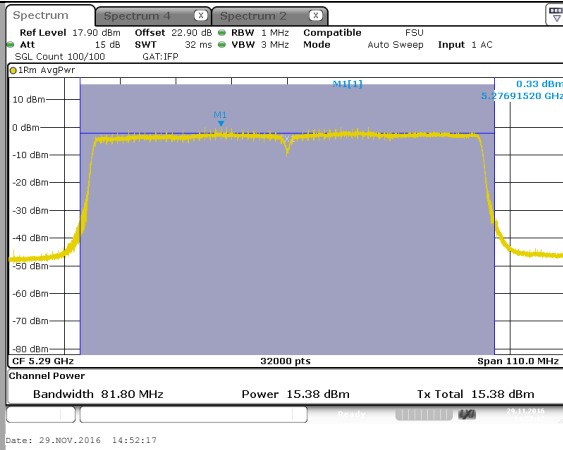 Spectrum Spectrum 4 X Spectrum 2 X
Ref Level 17.90 dBm Offset 22.90 dB RBW 1 MHz Compatible FSU
Att 15 dB SWT 32 ms VBW 3 MHz Mode Auto Sweep Input 1 AC
SGL Count 100/100 GAT:IFP
1Rm AvgPwr
M1[1] 0.33 dBm
5.27691520 GHz
10 dBm
M1
0 dBm
-10 dBm
-20 dBm
-30 dBm
-40 dBm
-50 dBm
-60 dBm
-70 dBm
-80 dBm
CF 5.29 GHz 32000 pts Span 110.0 MHz
Channel Power
Bandwidth 81.80 MHz Power 15.38 dBm Tx Total 15.38 dBm
Ready 29.11.2016
Date: 29.NOV.2016 14:52:17